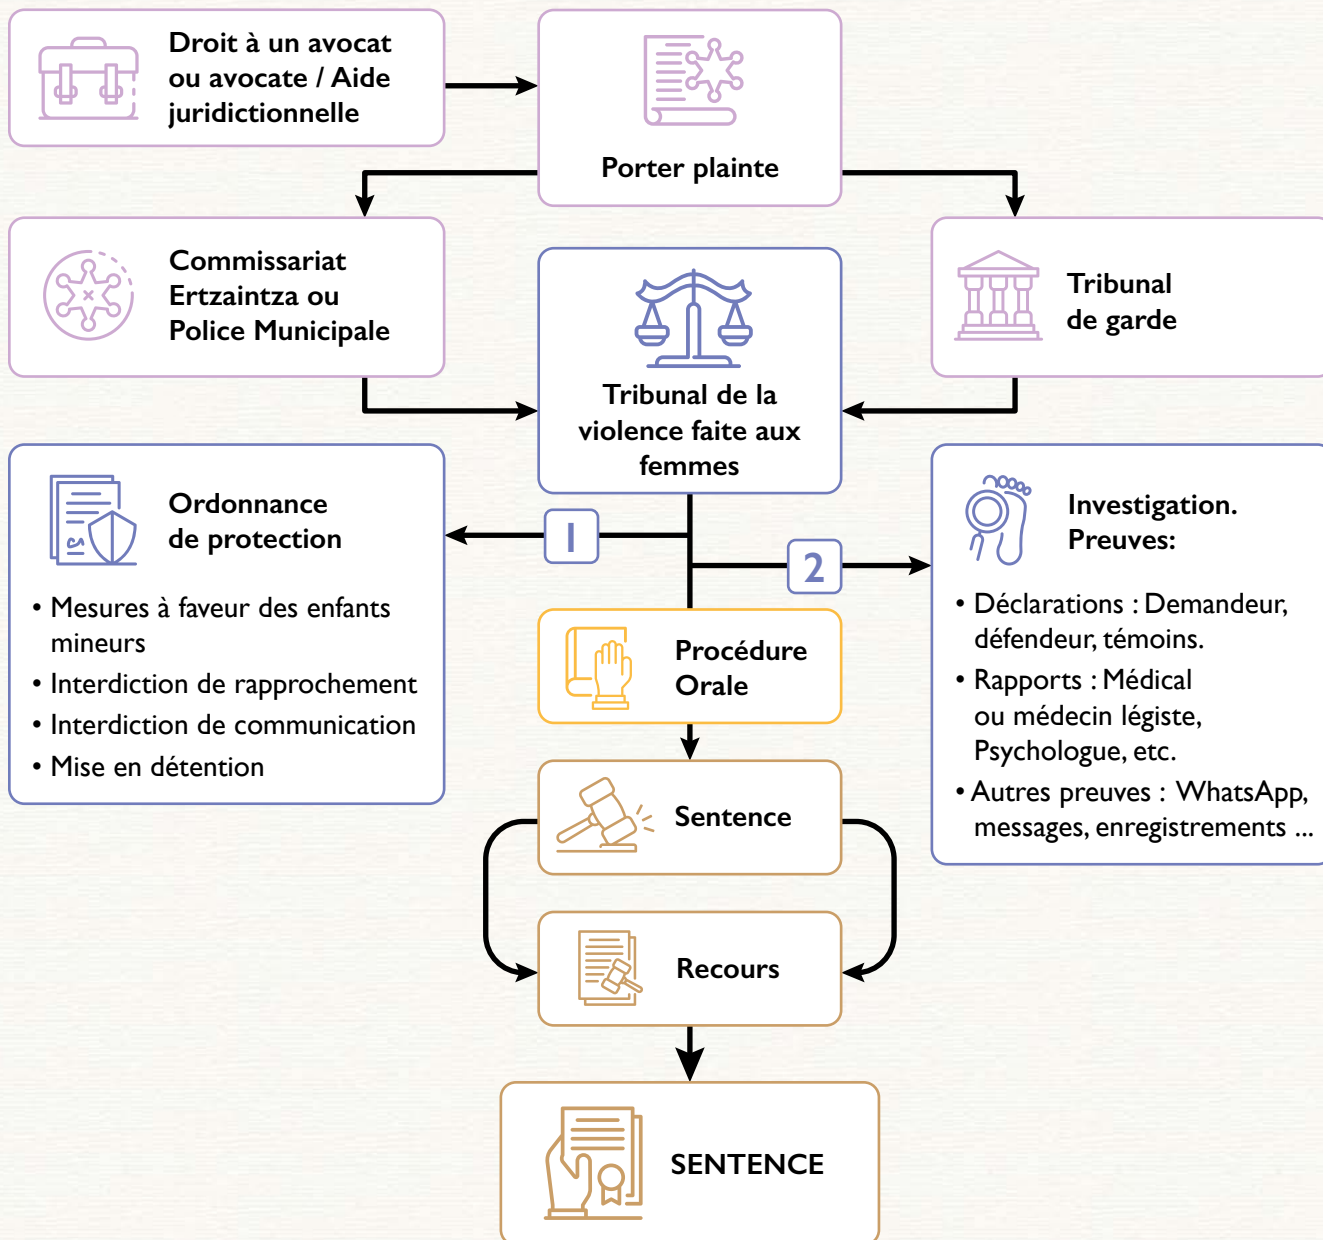 Droit à un avocat
ou avocate / Aide
juridictionnelle
Porter plainte
Commissariat
Ertzaintza ou
Police Municipale
Tribunal de la
violence faite aux
femmes
Tribunal
de garde
Ordonnance
de protection
• Mesures à faveur des enfants
mineurs
• Interdiction de rapprochement
• Interdiction de communication
• Mise en détention
1
2
Investigation.
Preuves:
• Déclarations : Demandeur,
défendeur, témoins.
• Rapports : Médical
ou médecin légiste,
Psychologue, etc.
• Autres preuves : WhatsApp,
messages, enregistrements ...
Procédure
Orale
Sentence
Recours
SENTENCE